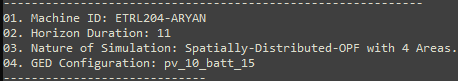 01. Machine ID: ETRL204-ARYAN
02. Horizon Duration: 11
03. Nature of Simulation: Spatially-Distributed-OPF with 4 Areas.
04. GED Configuration: pv_10_batt_15